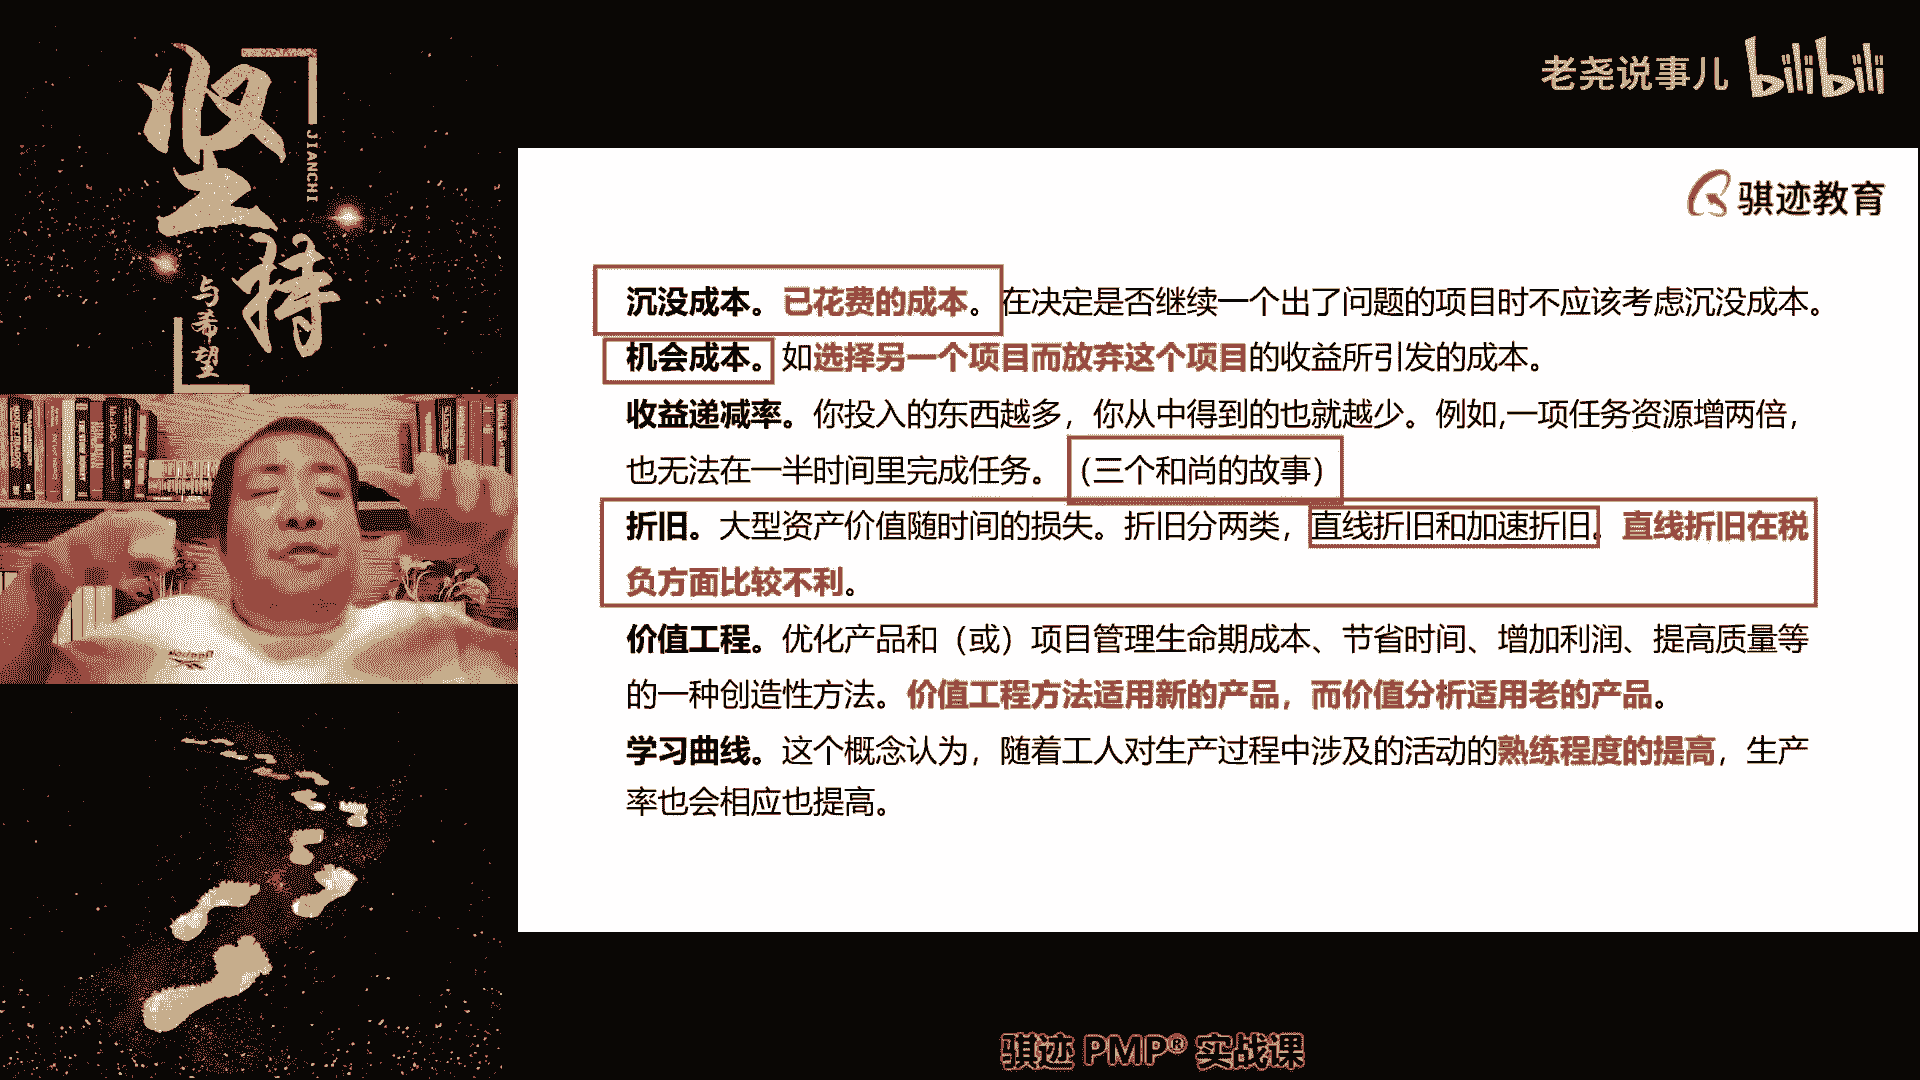 坚持
JIANCHI
与希望
老尧说事儿 bilibili
骐迹教育
沉没成本。已花费的成本。在决定是否继续一个出了问题的项目时不应该考虑沉没成本。
机会成本。如选择另一个项目而放弃这个项目的收益所引发的成本。
收益递减率。你投入的东西越多，你从中得到的也就越少。例如,一项任务资源增两倍，
也无法在一半时间里完成任务。（三个和尚的故事）
折旧。大型资产价值随时间的损失。折旧分两类，直线折旧和加速折旧。直线折旧在税
负方面比较不利。
价值工程。优化产品和（或）项目管理生命期成本、节省时间、增加利润、提高质量等
的一种创造性方法。价值工程方法适用新的产品，而价值分析适用老的产品。
学习曲线。这个概念认为，随着工人对生产过程中涉及的活动的熟练程度的提高，生产
率也会相应也提高。
骐迹 PMP® 实战课